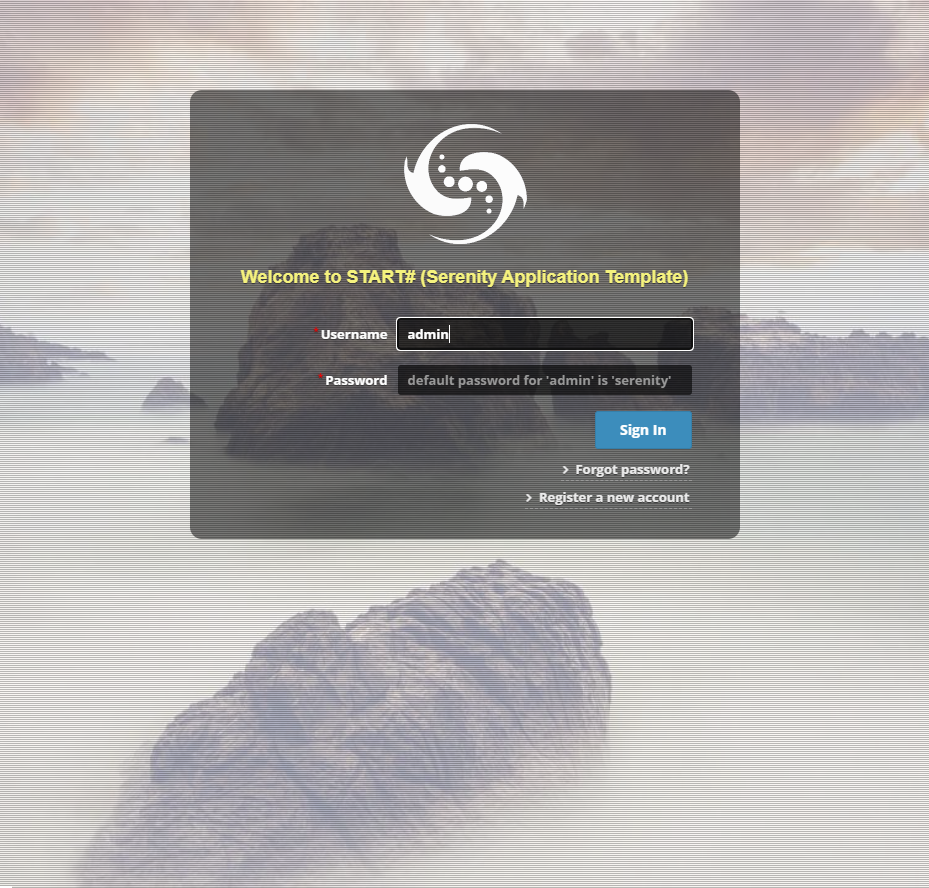 Welcome to START# (Serenity Application Template)
* Username admin
* Password default password for 'admin' is 'serenity'
Sign In
Forgot password?
Register a new account